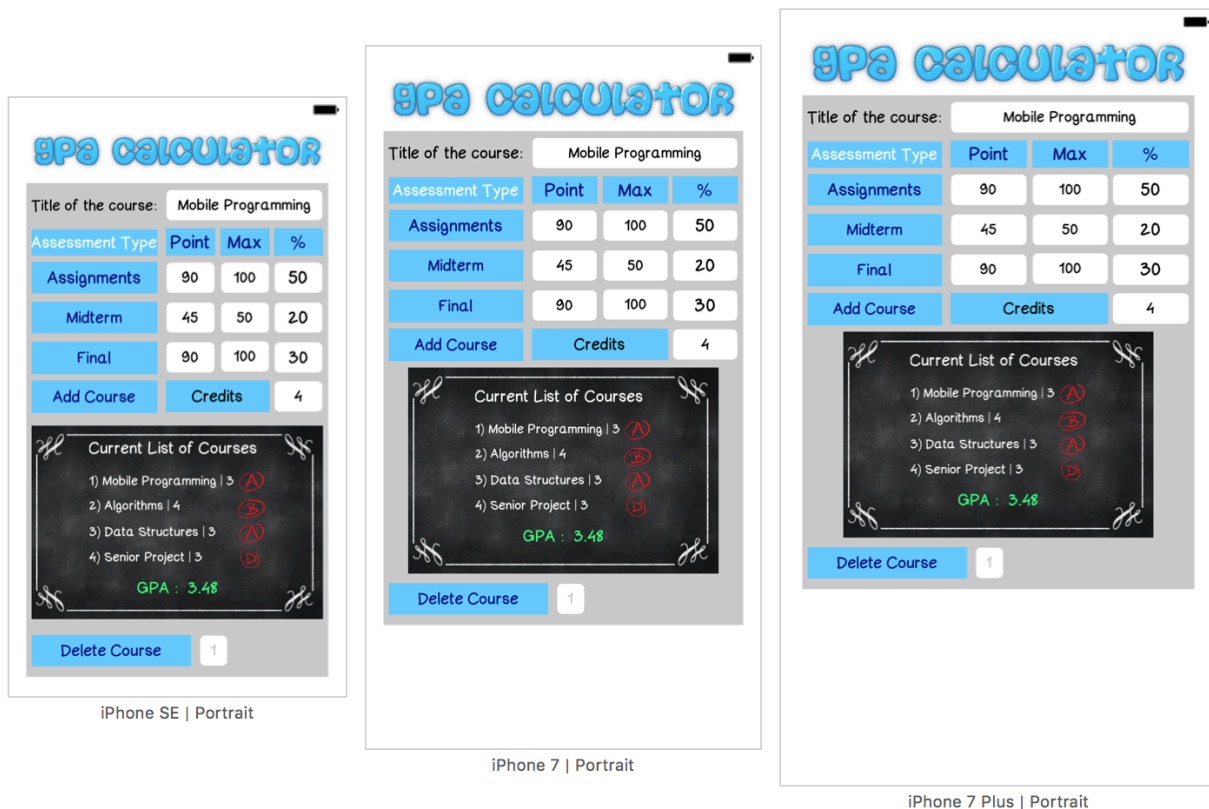 gpa calculator
Title of the course: Mobile Programming
Assessment Type Point Max %
Assignments 90 100 50
Midterm 45 50 20
Final 90 100 30
Add Course Credits 4
Current List of Courses
1) Mobile Programming | 3 A
2) Algorithms | 4 B
3) Data Structures | 3 A
4) Senior Project | 3 D
GPA : 3.48
Delete Course 1
iPhone SE | Portrait
gpa calculator
Title of the course: Mobile Programming
Assessment Type Point Max %
Assignments 90 100 50
Midterm 45 50 20
Final 90 100 30
Add Course Credits 4
Current List of Courses
1) Mobile Programming | 3 A
2) Algorithms | 4 B
3) Data Structures | 3 A
4) Senior Project | 3 D
GPA : 3.48
Delete Course 1
iPhone 7 | Portrait
gpa calculator
Title of the course: Mobile Programming
Assessment Type Point Max %
Assignments 90 100 50
Midterm 45 50 20
Final 90 100 30
Add Course Credits 4
Current List of Courses
1) Mobile Programming | 3 A
2) Algorithms | 4 B
3) Data Structures | 3 A
4) Senior Project | 3 D
GPA : 3.48
Delete Course 1
iPhone 7 Plus | Portrait